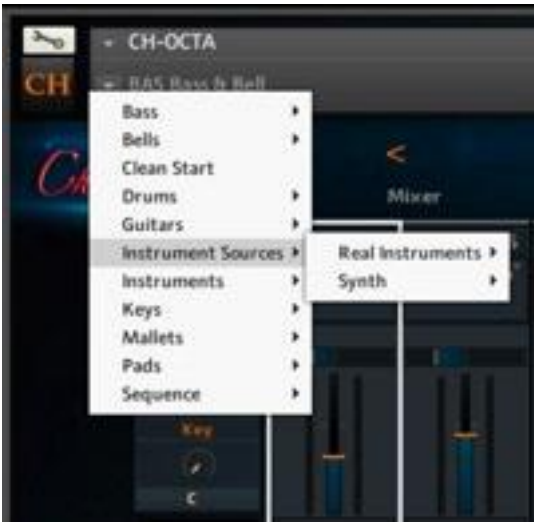 CH-OCTA
CH
BAS Bass & Bell
Bass
Bells
Clean Start
Drums
Guitars
Instrument Sources
Instruments
Keys
Mallets
Pads
Sequence
Real Instruments
Synth
<
Mixer
Key
C